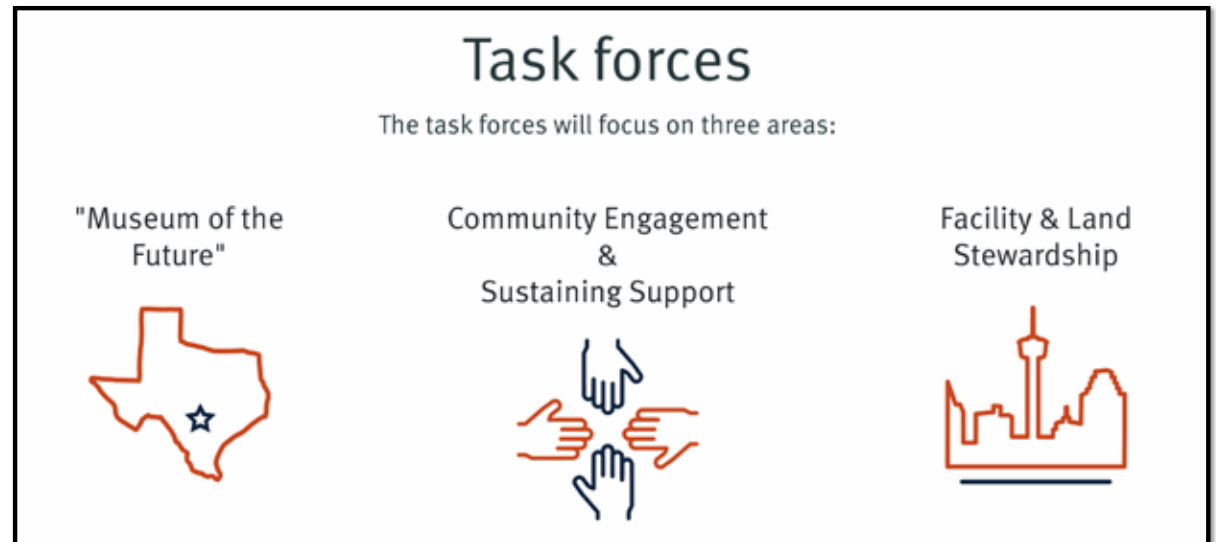 Task forces
The task forces will focus on three areas:
"Museum of the
Future"
Community Engagement
&
Sustaining Support
Facility & Land
Stewardship